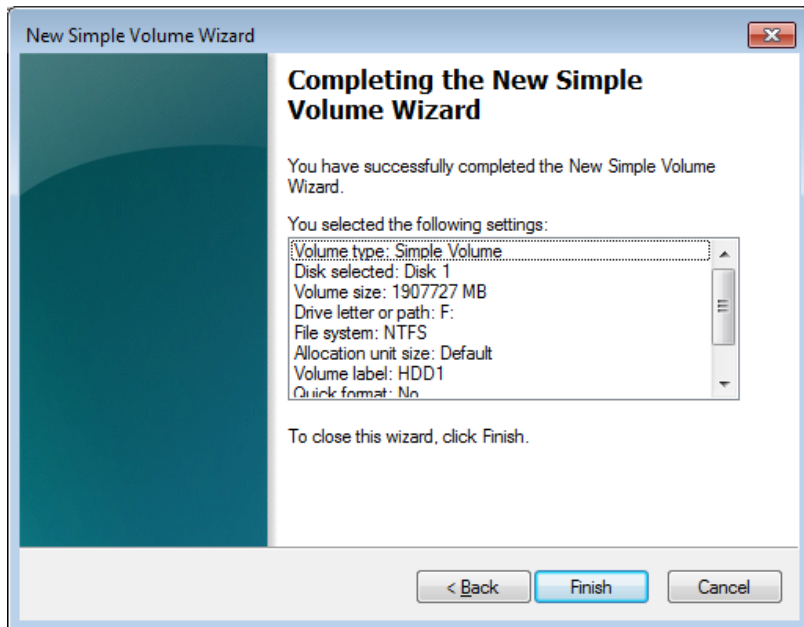 New Simple Volume Wizard
Completing the New Simple
Volume Wizard
You have successfully completed the New Simple Volume
Wizard.
You selected the following settings:
Volume type: Simple Volume
Disk selected: Disk 1
Volume size: 1907727 MB
Drive letter or path: F:
File system: NTFS
Allocation unit size: Default
Volume label: HDD1
Quick format: No
To close this wizard, click Finish.
< Back Finish Cancel